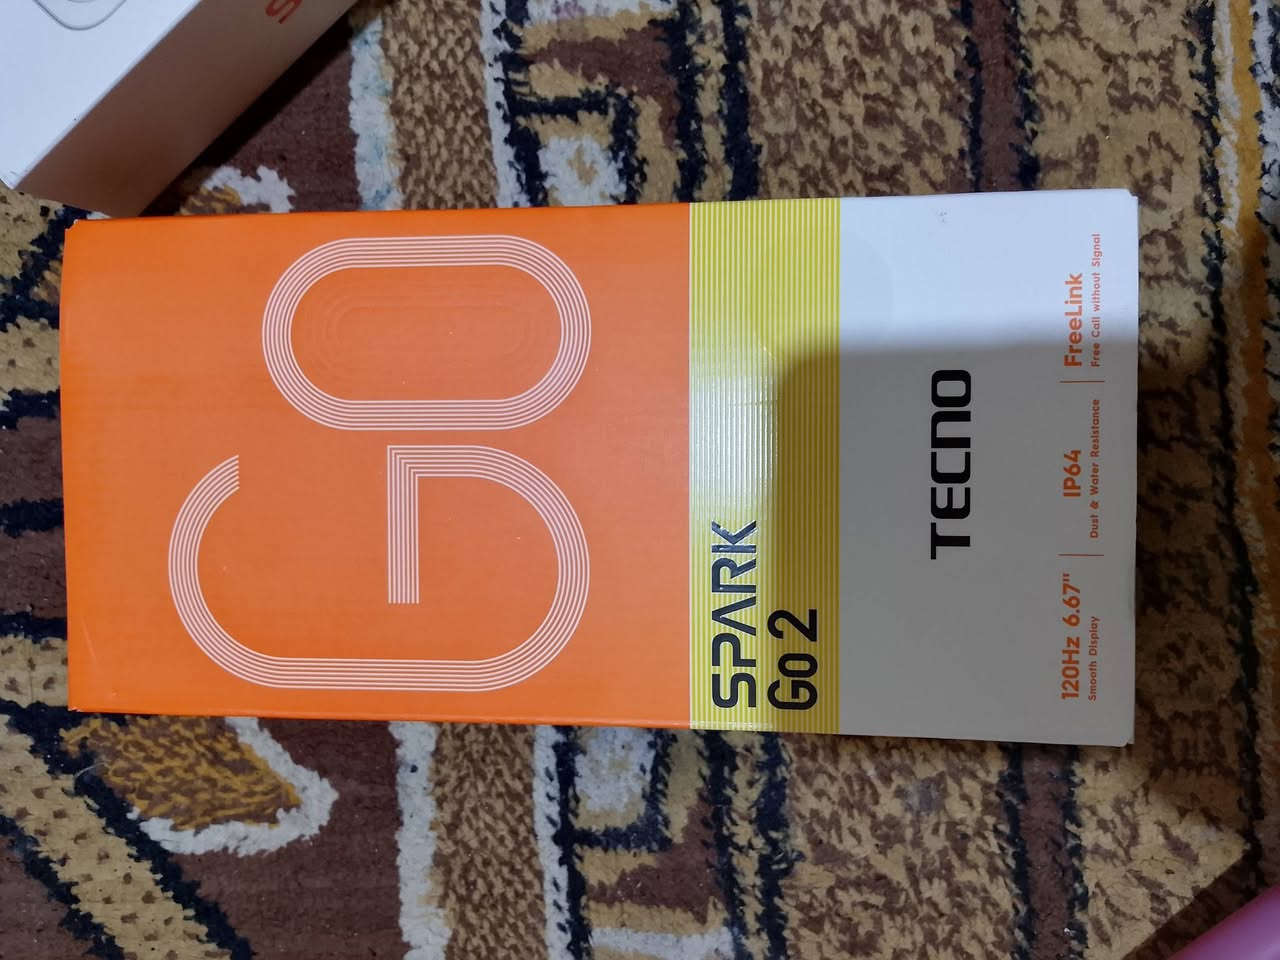 GO
SPARK
Go 2
TECNO
120Hz 6.67"
Smooth Display
IP64
Dust & Water Resistance
FreeLink
Free Call without Signal